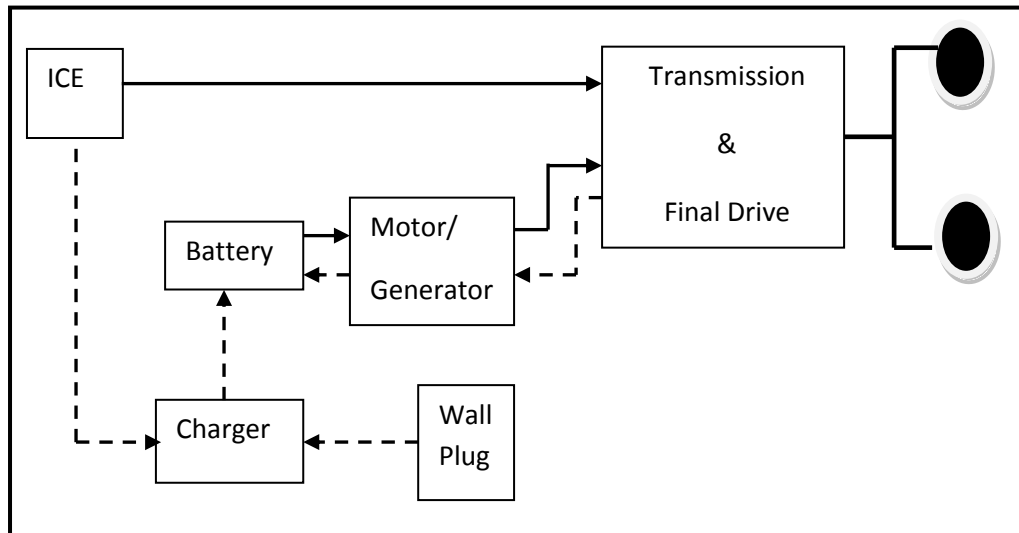 ICE
Transmission
&
Final Drive
Battery
Motor/
Generator
Charger
Wall
Plug